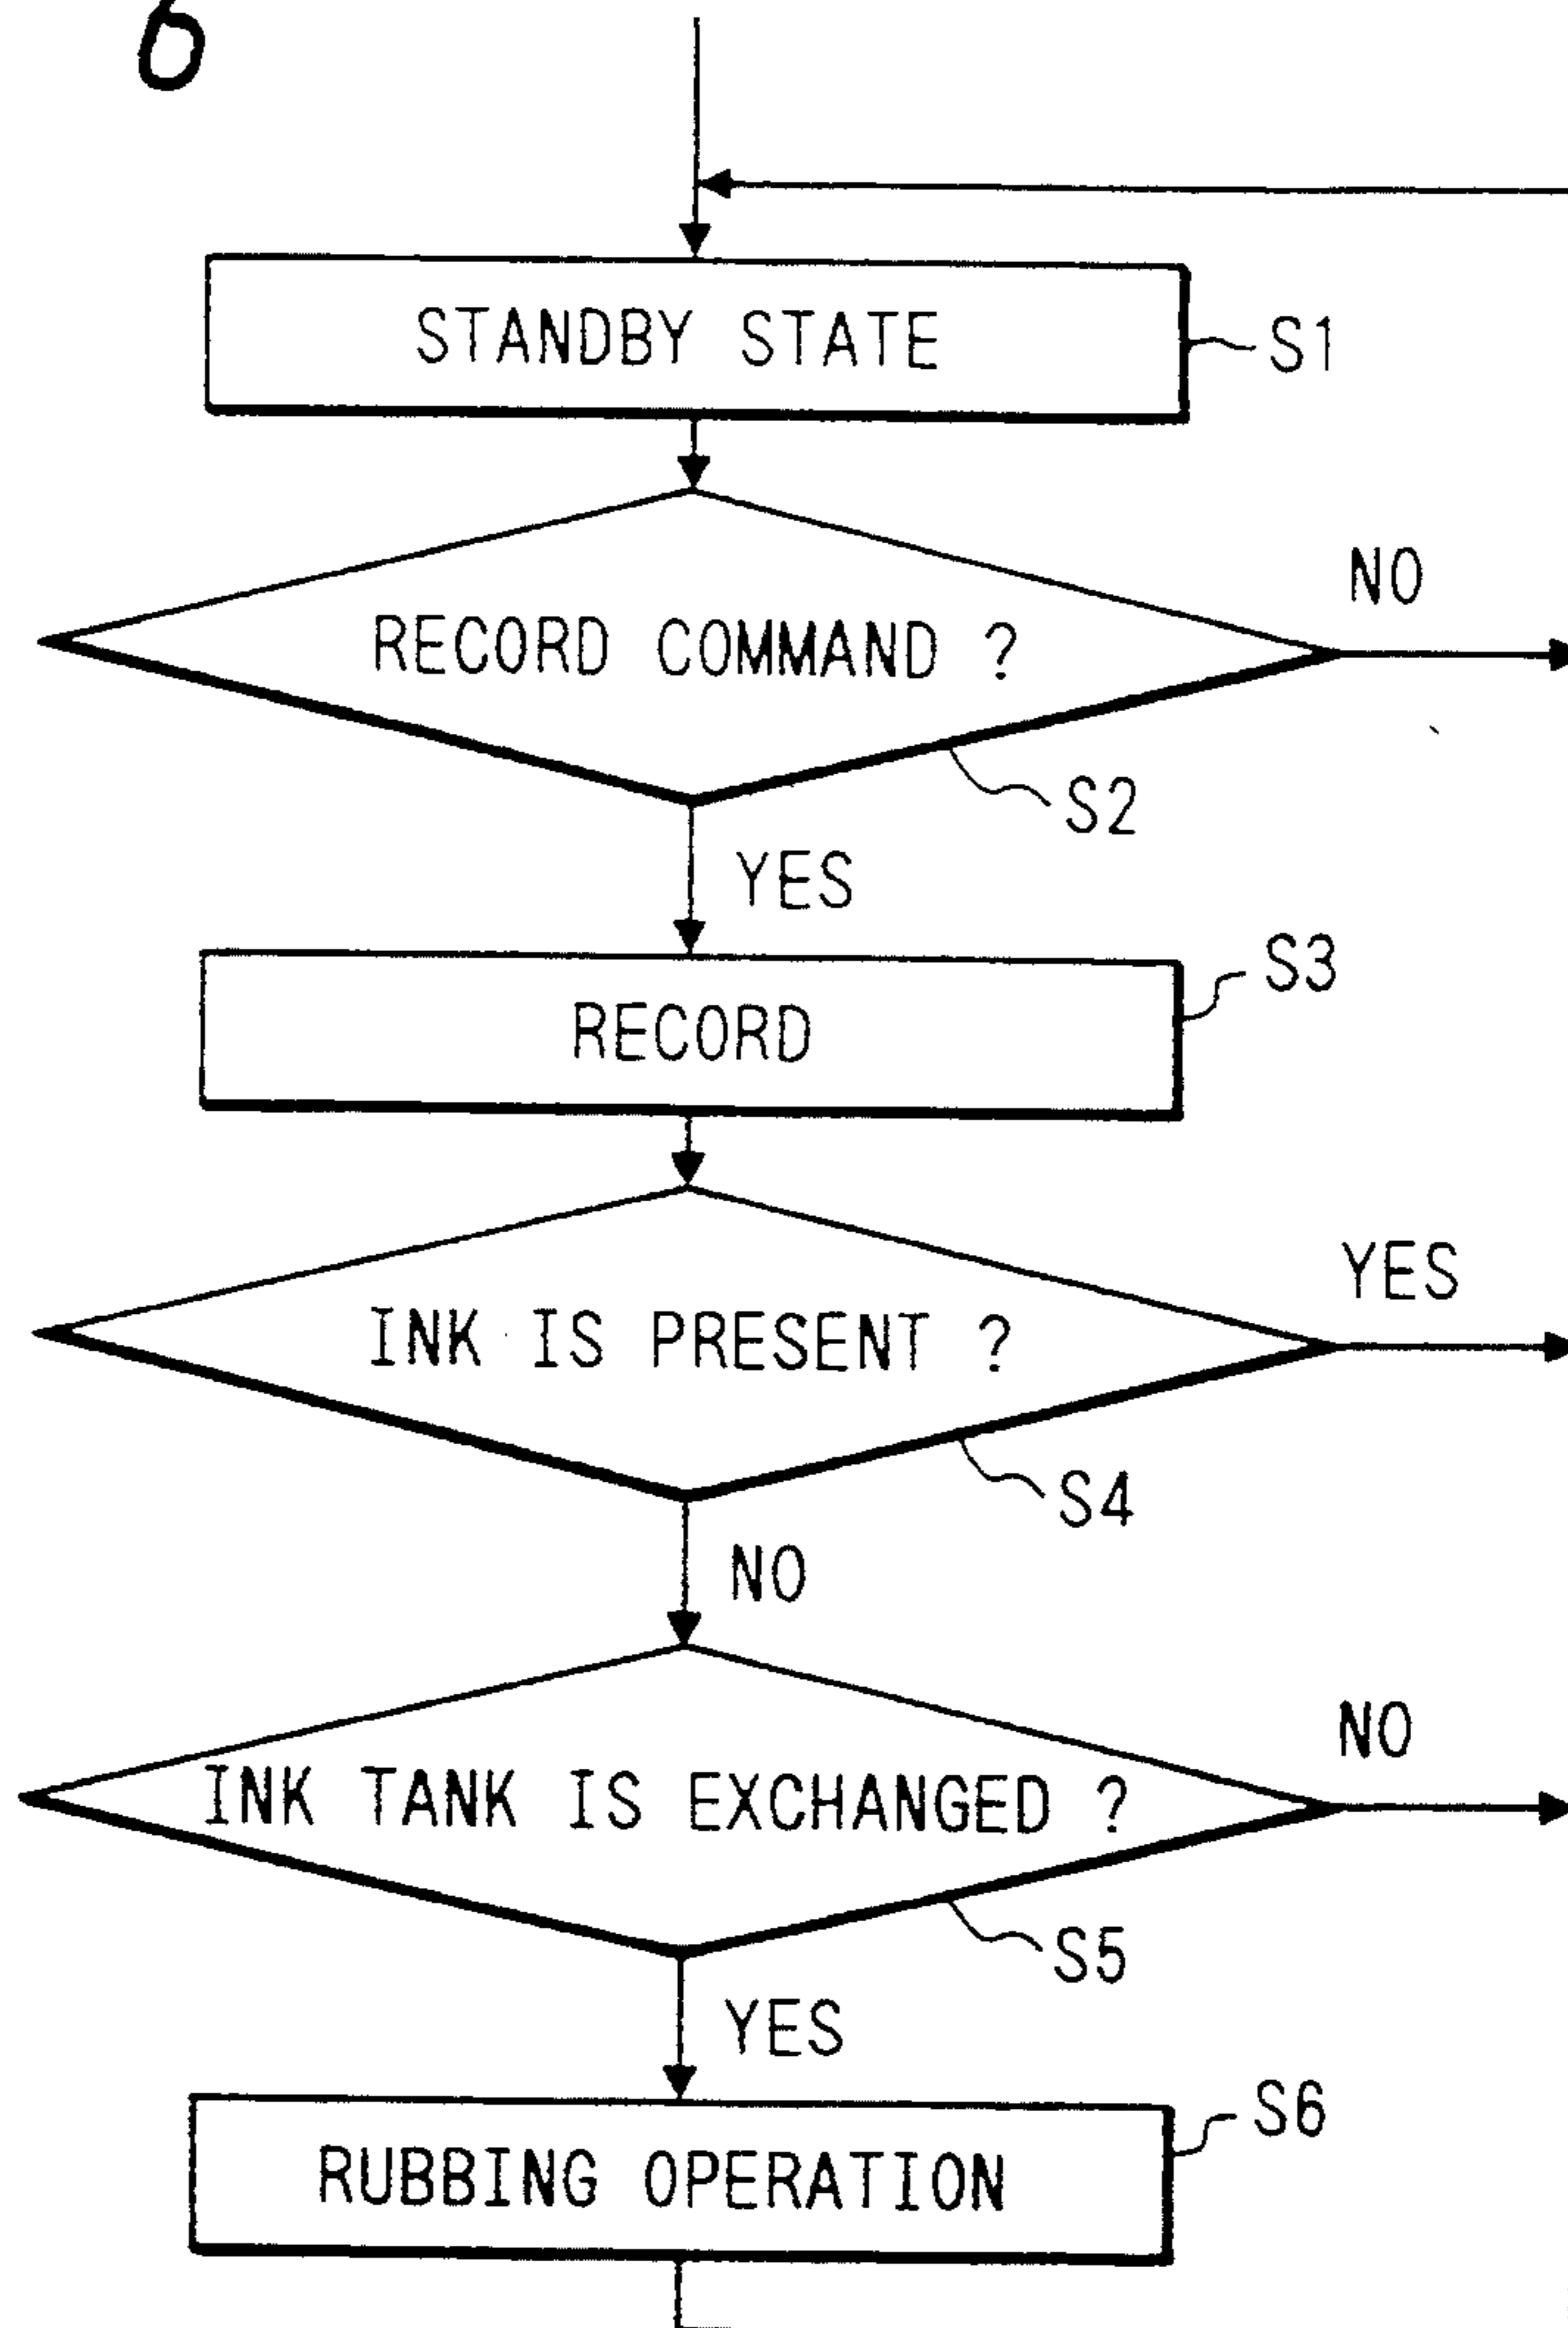 6
STANDBY STATE
S1
NO
RECORD COMMAND ?
S2
YES
S3
RECORD
YES
INK IS PRESENT ?
S4
NO
NO
INK TANK IS EXCHANGED ?
S5
YES
S6
RUBBING OPERATION